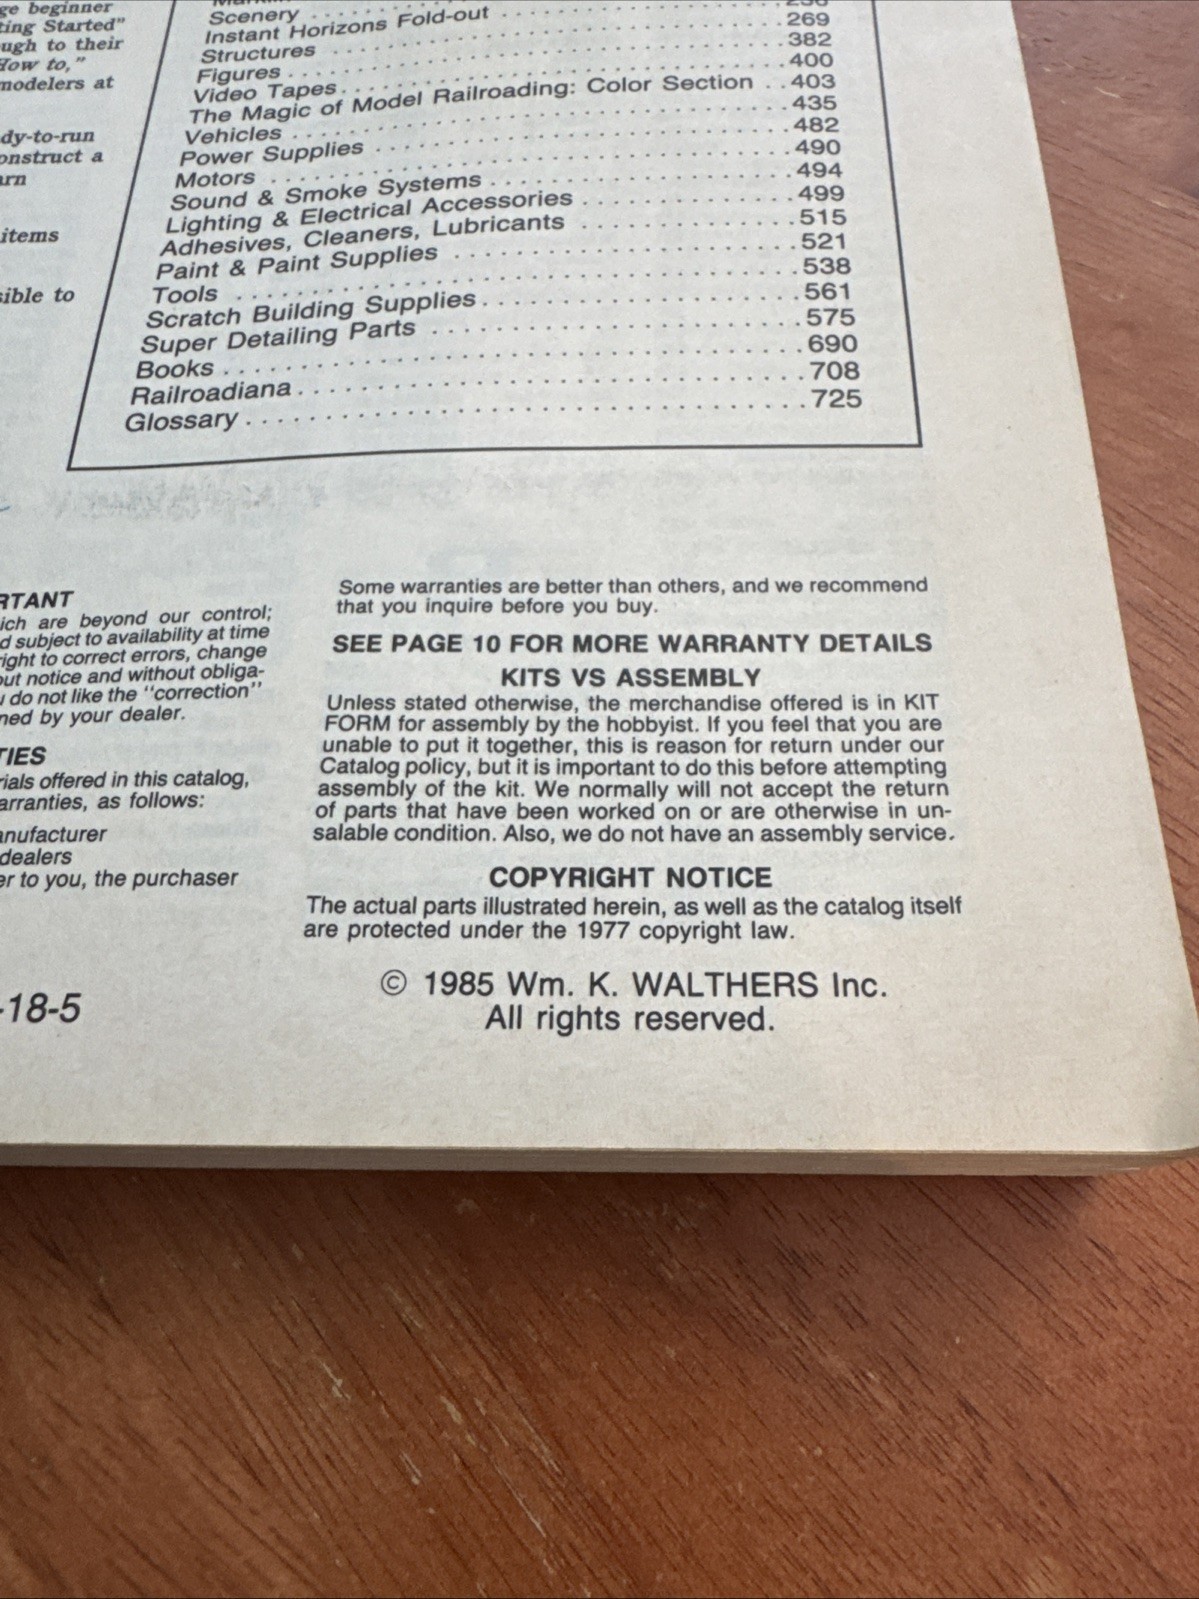 ge beginner
ting Started"
ugh to their
How to,"
modelers at
dy-to-run
onstruct a
arn
items
sible to
Scenery
Instant Horizons Fold-out
Structures 269
Figures 382
Video Tapes 400
The Magic of Model Railroading: Color Section 403
Vehicles 435
Power Supplies 482
Motors 490
Sound & Smoke Systems 494
Lighting & Electrical Accessories 499
Adhesives, Cleaners, Lubricants 515
Paint & Paint Supplies 521
Tools 538
Scratch Building Supplies 561
Super Detailing Parts 575
Books 690
Railroadiana 708
Glossary 725
RTANT
ich are beyond our control;
d subject to availability at time
right to correct errors, change
out notice and without obliga-
u do not like the "correction"
ned by your dealer.
TIES
rials offered in this catalog,
arranties, as follows:
anufacturer
dealers
er to you, the purchaser
-18-5
Some warranties are better than others, and we recommend
that you inquire before you buy.
SEE PAGE 10 FOR MORE WARRANTY DETAILS
KITS VS ASSEMBLY
Unless stated otherwise, the merchandise offered is in KIT
FORM for assembly by the hobbyist. If you feel that you are
unable to put it together, this is reason for return under our
Catalog policy, but it is important to do this before attempting
assembly of the kit. We normally will not accept the return
of parts that have been worked on or are otherwise in un-
salable condition. Also, we do not have an assembly service.
COPYRIGHT NOTICE
The actual parts illustrated herein, as well as the catalog itself
are protected under the 1977 copyright law.
© 1985 Wm. K. WALTHERS Inc.
All rights reserved.